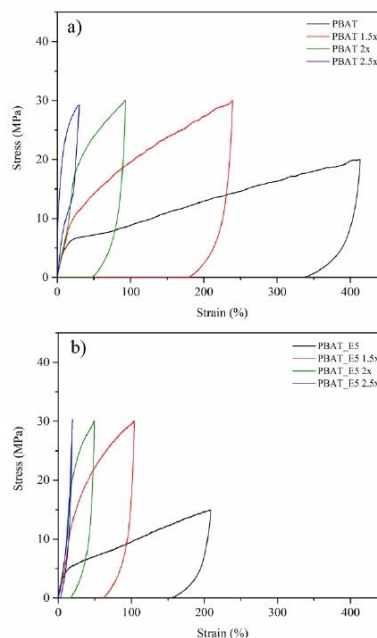 a)
PBAT
PBAT 1.5x
PBAT 2x
PBAT 2.5x
Stress (MPa)
40
30
20
10
0
0 100 200 300 400
Strain (%)
b)
PBAT_E5
PBAT_E5 1.5x
PBAT_E5 2x
PBAT_E5 2.5x
Stress (MPa)
40
30
20
10
0
0 100 200 300 400
Strain (%)